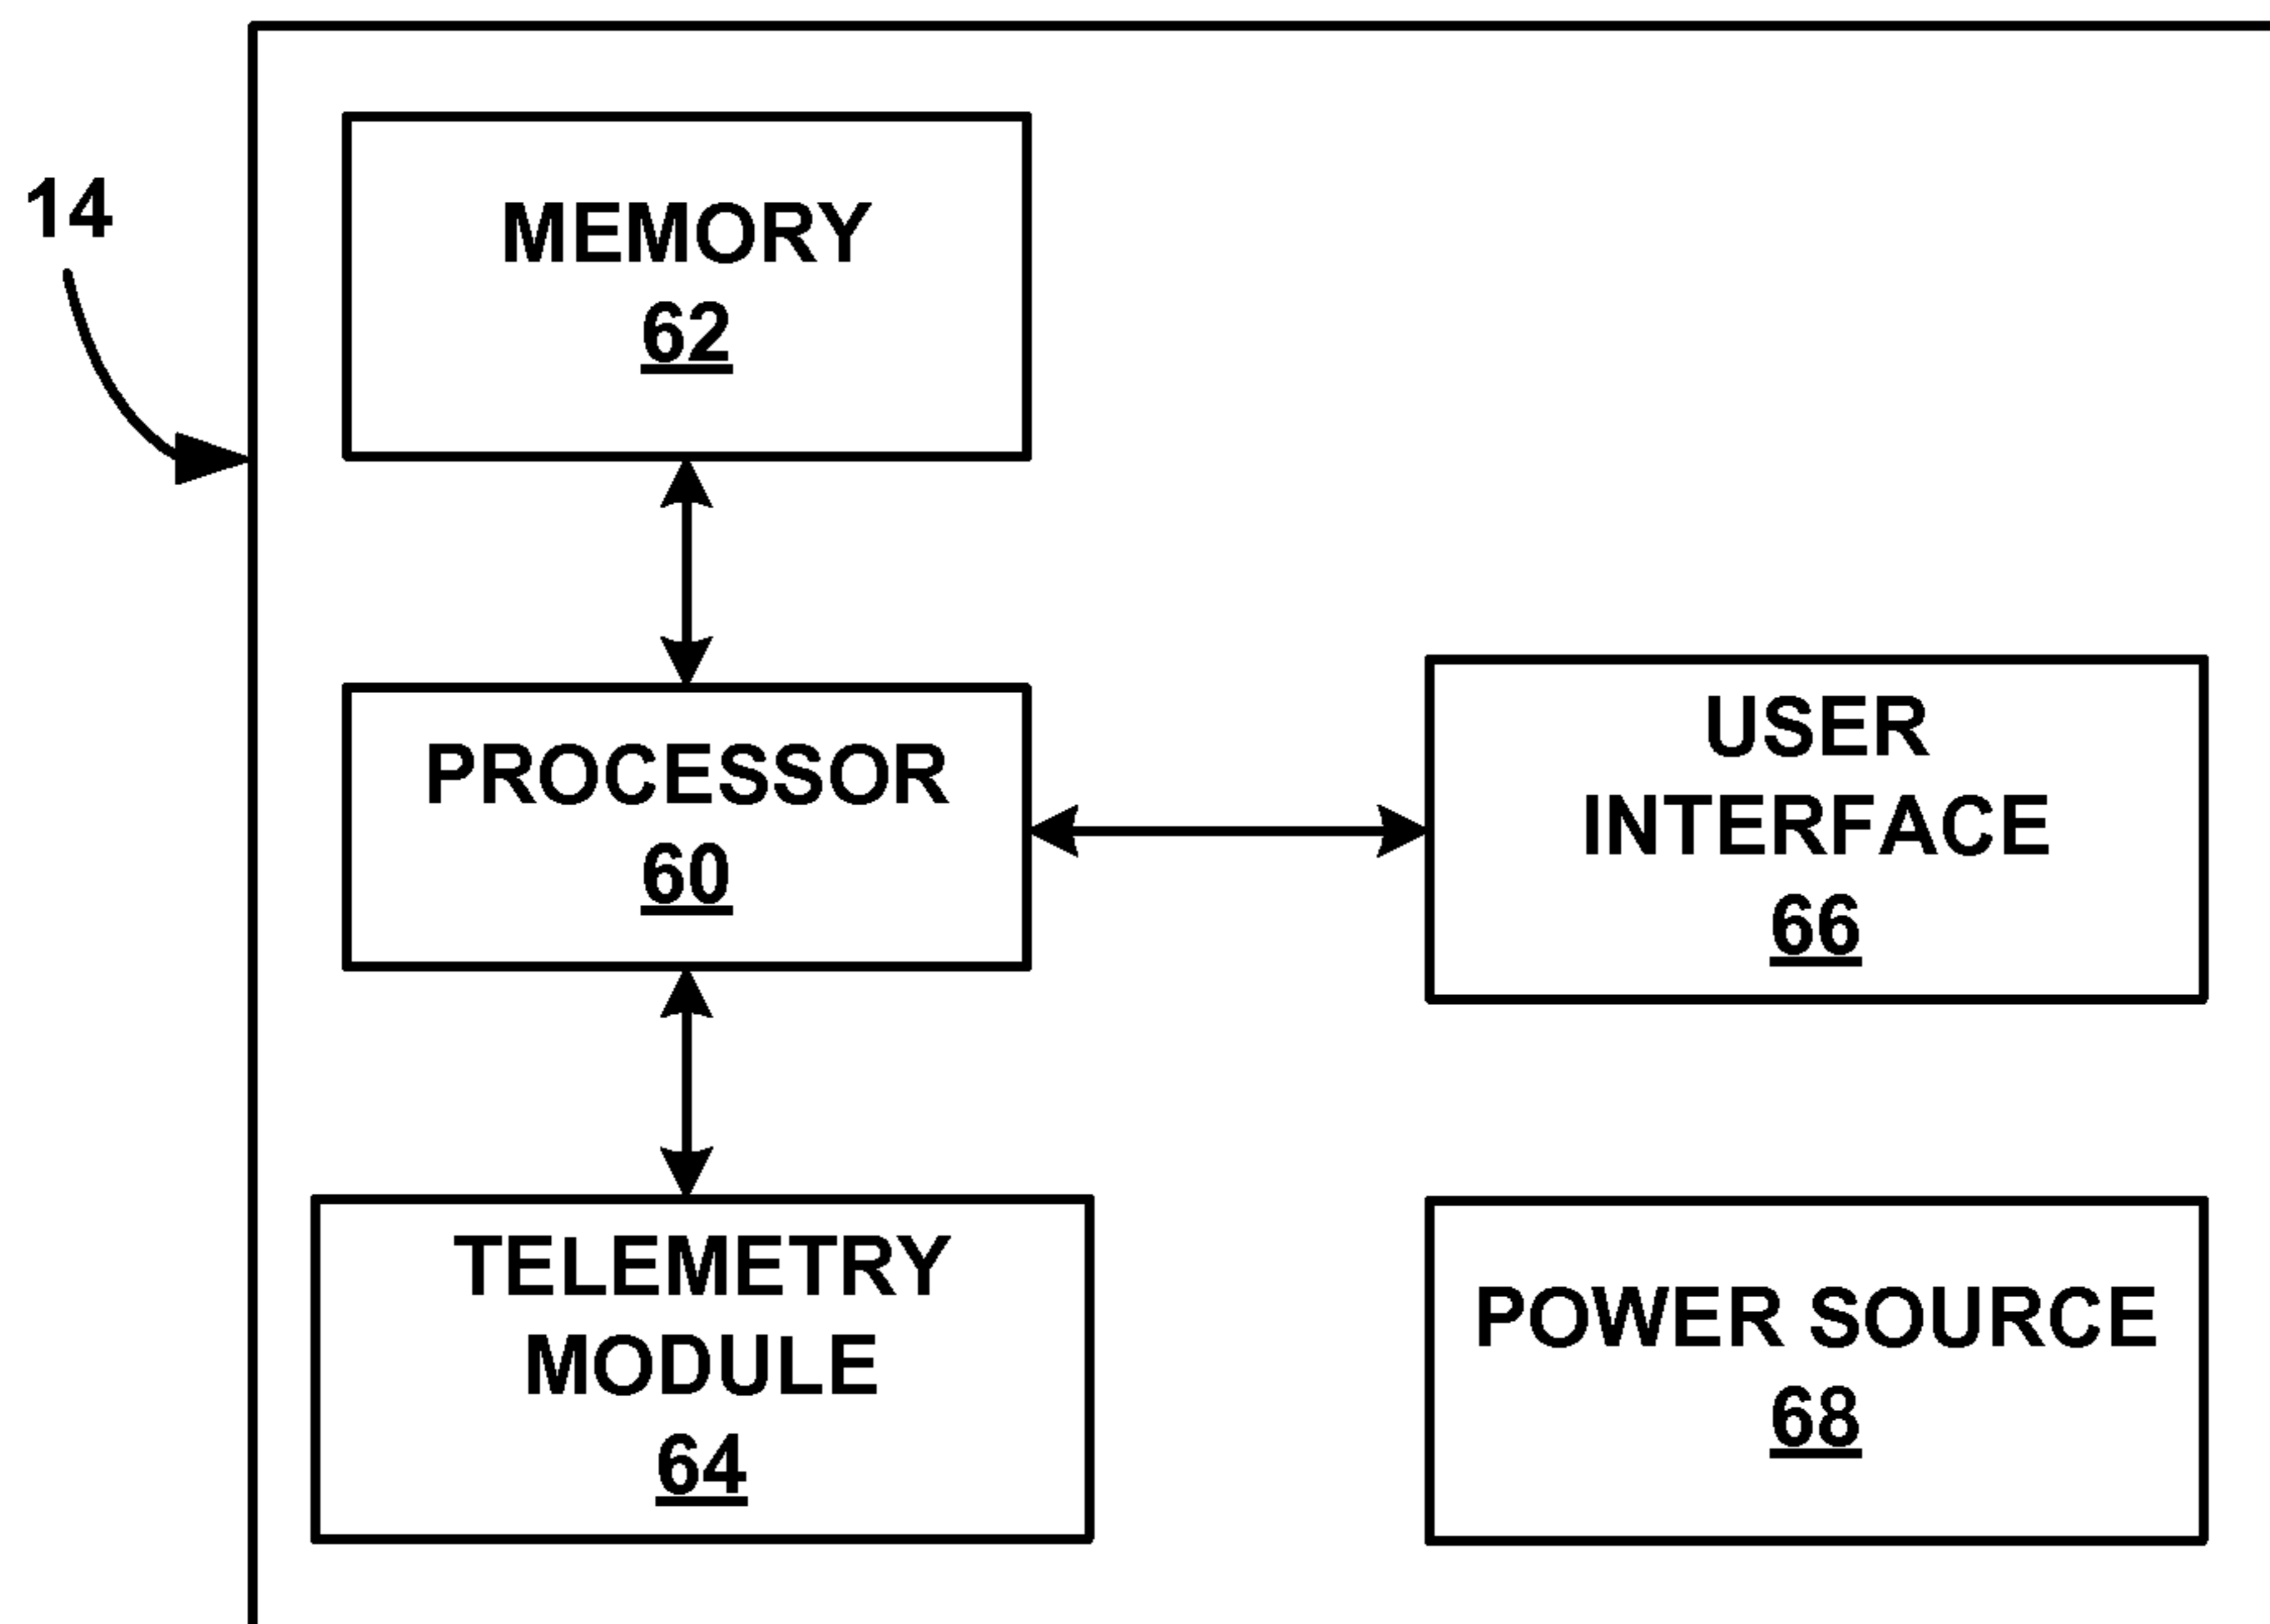 14
MEMORY
62
PROCESSOR
60
USER
INTERFACE
66
TELEMETRY
MODULE
64
POWER SOURCE
68